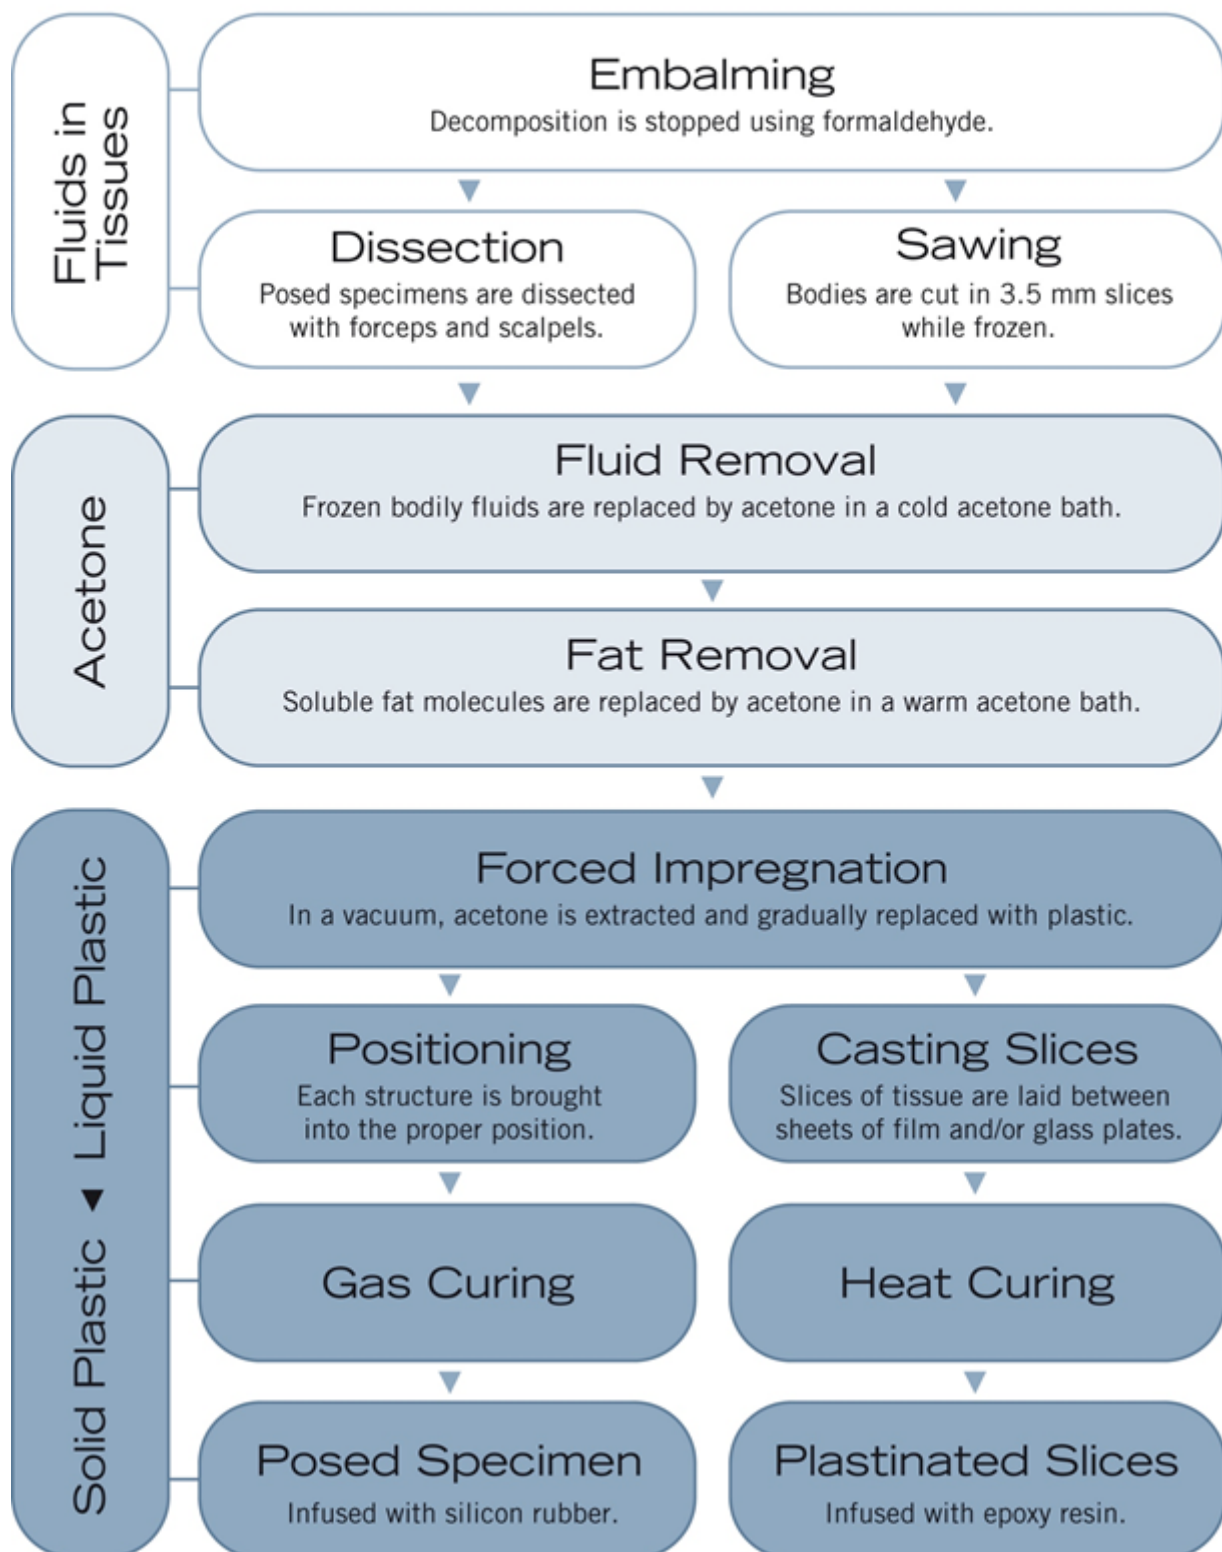 Fluids in
Tissues
Embalming
Decomposition is stopped using formaldehyde.
Dissection
Posed specimens are dissected
with forceps and scalpels.
Sawing
Bodies are cut in 3.5 mm slices
while frozen.
Acetone
Fluid Removal
Frozen bodily fluids are replaced by acetone in a cold acetone bath.
Fat Removal
Soluble fat molecules are replaced by acetone in a warm acetone bath.
Solid Plastic ◄ Liquid Plastic
Forced Impregnation
In a vacuum, acetone is extracted and gradually replaced with plastic.
Positioning
Each structure is brought
into the proper position.
Casting Slices
Slices of tissue are laid between
sheets of film and/or glass plates.
Gas Curing
Heat Curing
Posed Specimen
Infused with silicon rubber.
Plastinated Slices
Infused with epoxy resin.